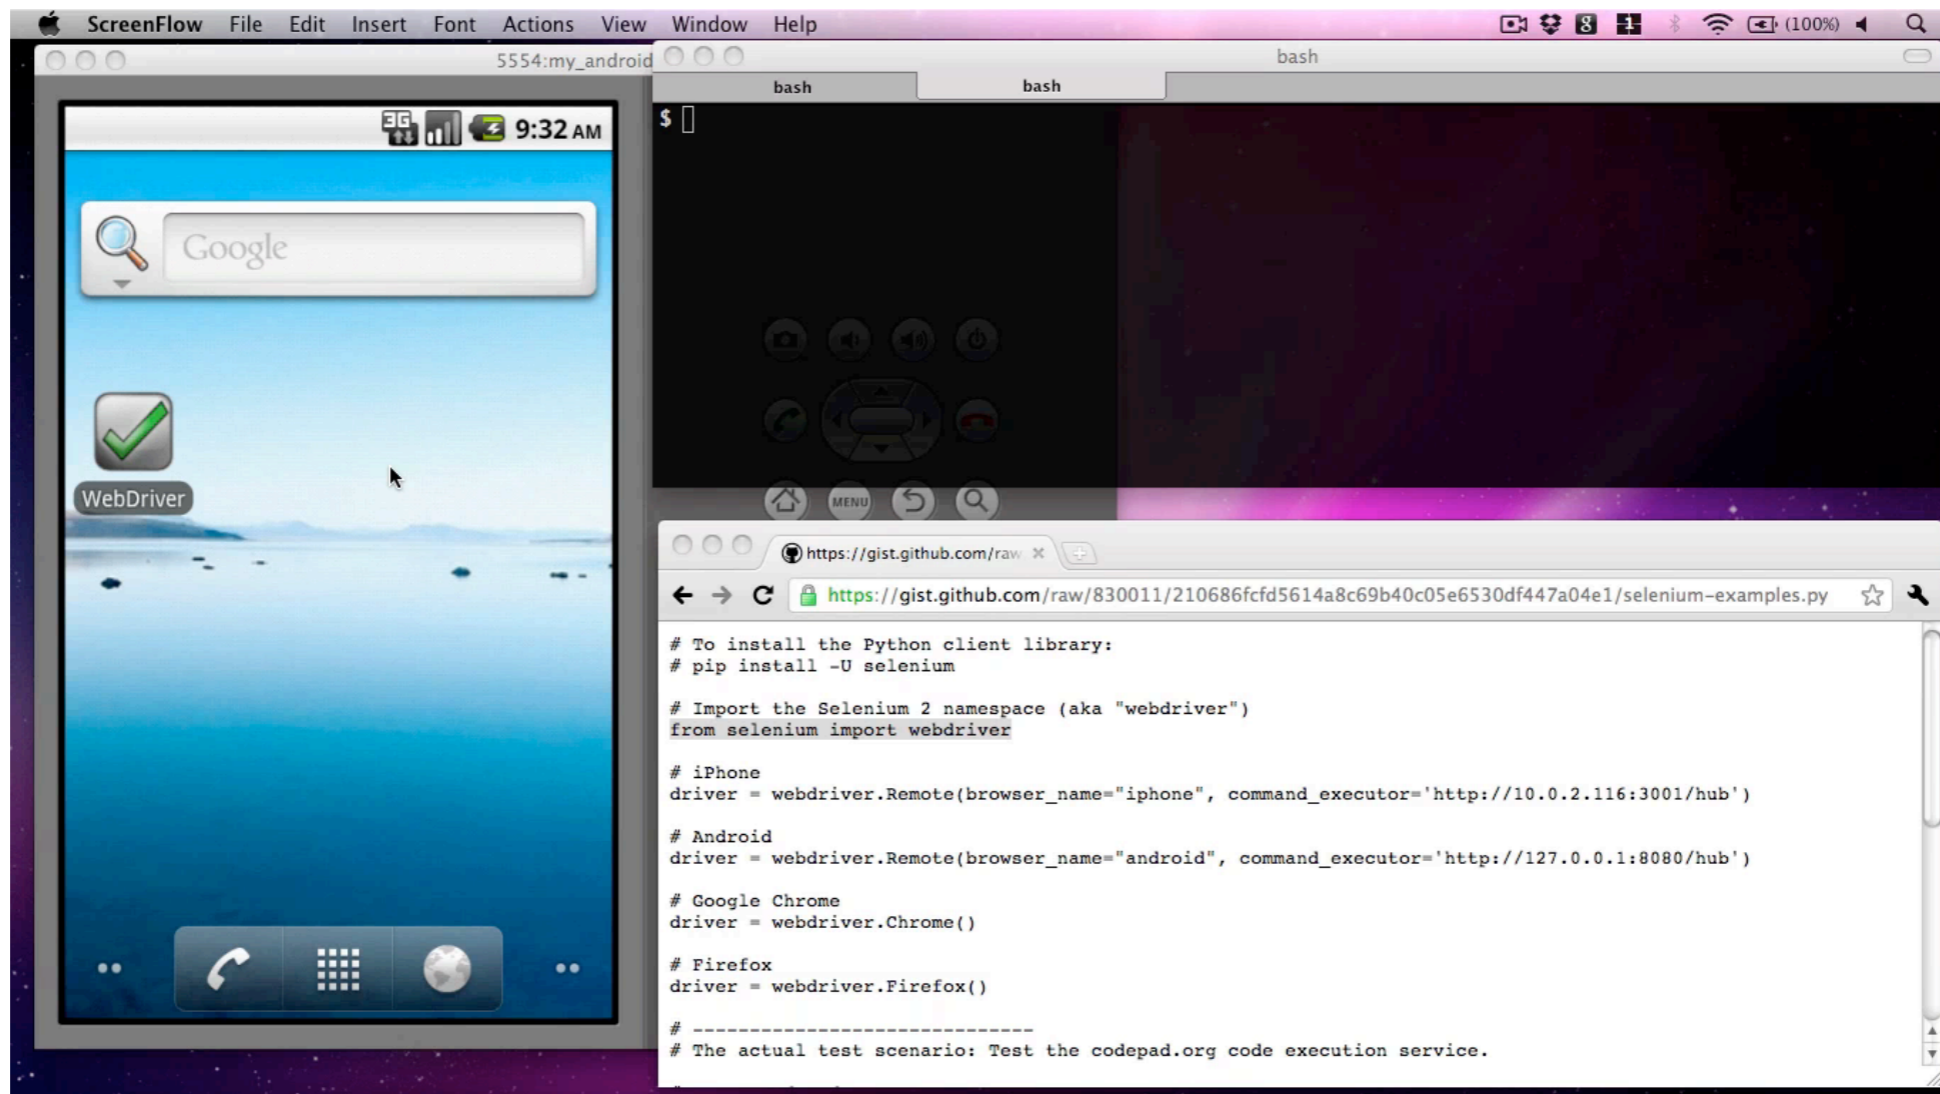 ScreenFlow File Edit Insert Font Actions View Window Help (100%)
5554:my_android
bash
bash bash
3G 9:32 AM
$
Google
WebDriver
MENU
https://gist.github.com/raw
https://gist.github.com/raw/830011/210686fcfd5614a8c69b40c05e6530df447a04e1/selenium-examples.py
# To install the Python client library:
# pip install -U selenium
# Import the Selenium 2 namespace (aka "webdriver")
from selenium import webdriver
# iPhone
driver = webdriver.Remote(browser_name="iphone", command_executor='http://10.0.2.116:3001/hub')
# Android
driver = webdriver.Remote(browser_name="android", command_executor='http://127.0.0.1:8080/hub')
# Google Chrome
driver = webdriver.Chrome()
# Firefox
driver = webdriver.Firefox()
# ------------------------------
# The actual test scenario: Test the codepad.org code execution service.